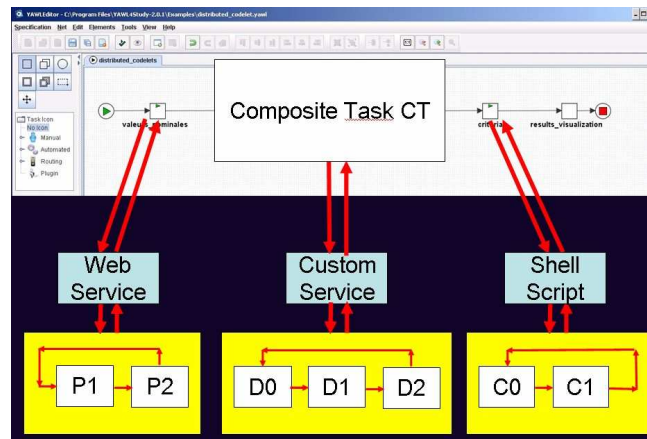 YAWLEditor - C:\Program Files\YAWL4Study-2.0.1\Examples\distributed_codelet.yawl
Specification Net Edit Elements Tools View Help
distributed_codelets
Task Icon
No Icon
Manual
Automated
Routing
Plugin
Composite Task CT
criteria
results_visualization
Web
Service
Custom
Service
Shell
Script
P1 P2
D0 D1 D2
C0 C1